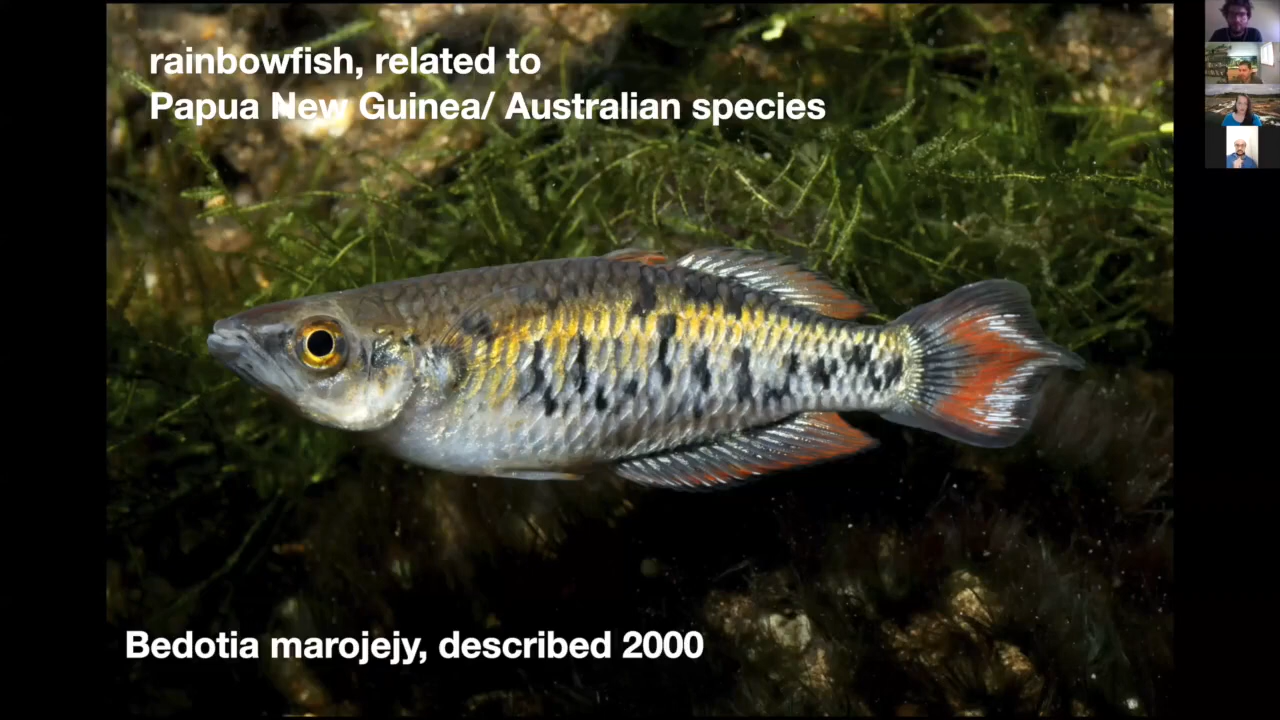 rainbowfish, related to
Papua New Guinea/ Australian species
Bedotia marojejy, described 2000